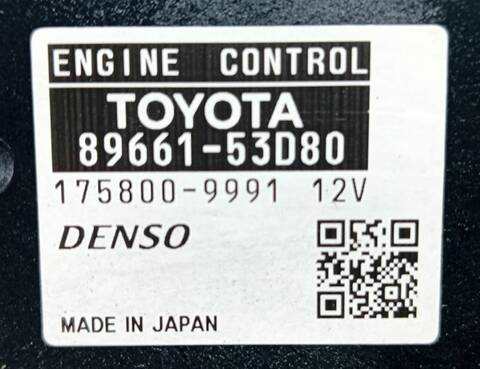 ENGINE CONTROL
TOYOTA
89661-53D80
175800-9991 12V
DENSO
MADE IN JAPAN